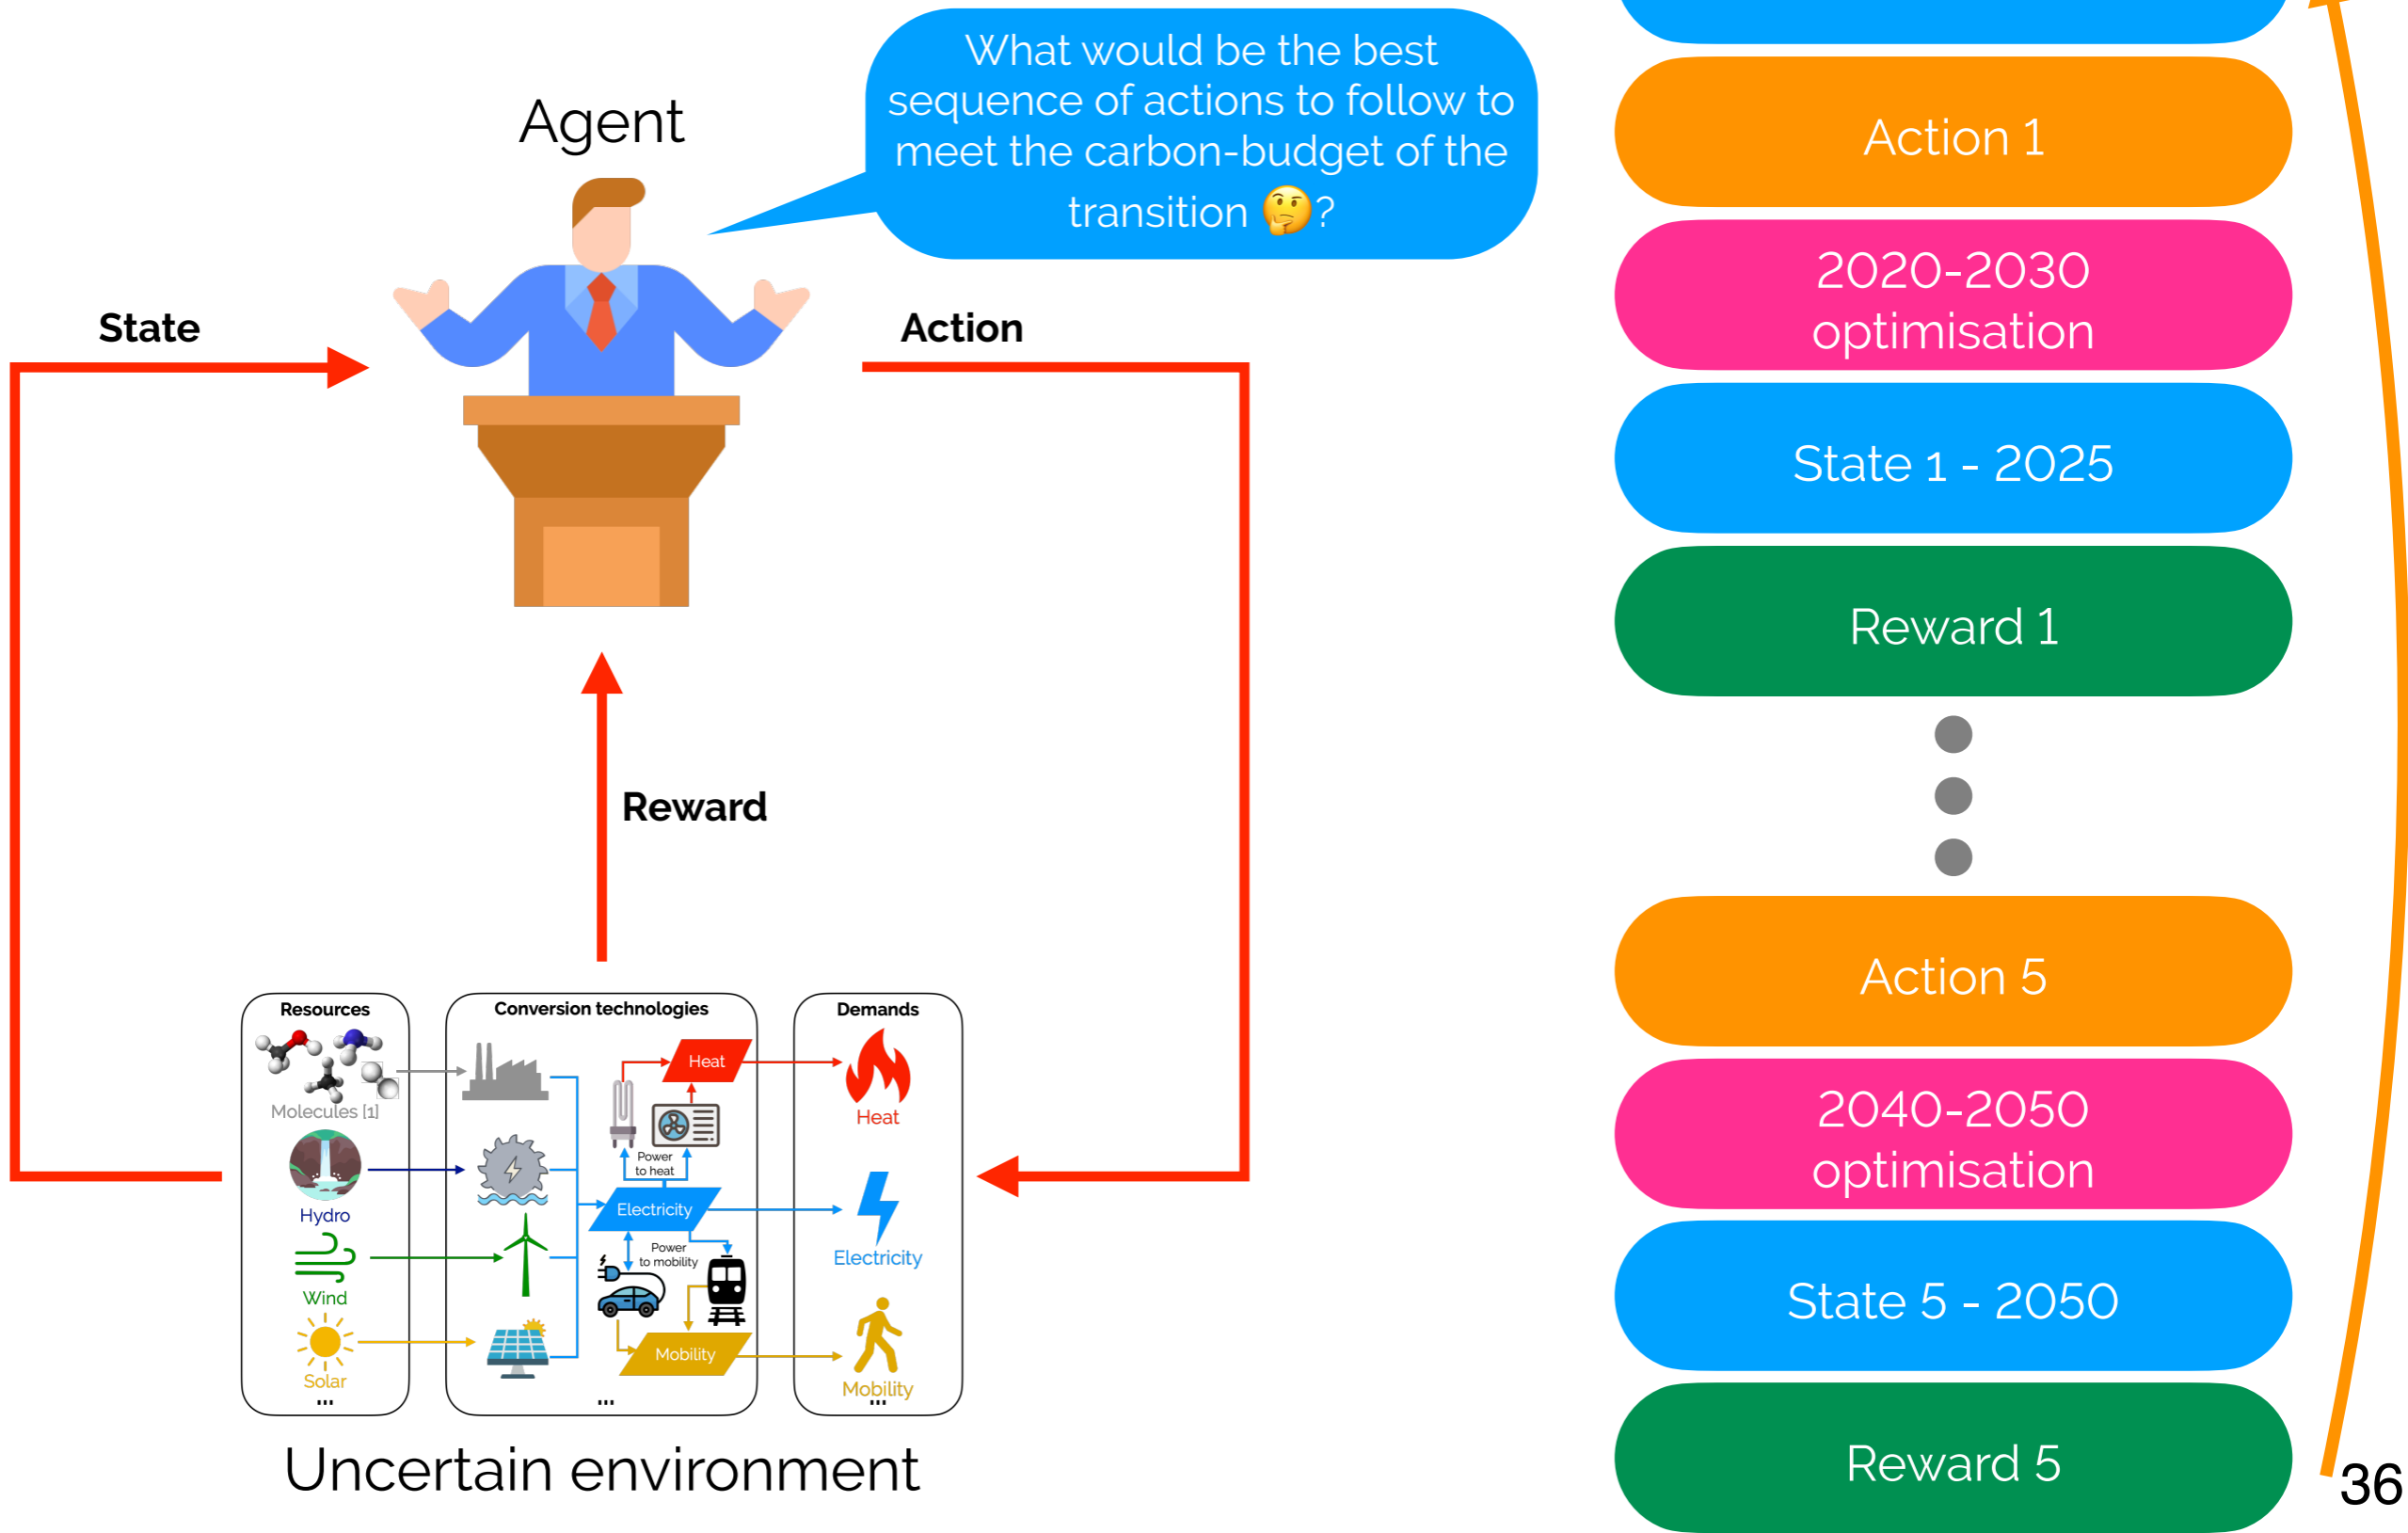 What would be the best
sequence of actions to follow to
meet the carbon-budget of the
transition 🤔?
Agent
State
Action
Reward
Resources
Molecules [1]
Hydro
Wind
Solar
...
Conversion technologies
Heat
Power
to heat
Electricity
Power
to mobility
Mobility
...
Demands
Heat
Electricity
Mobility
...
Uncertain environment
Action 1
2020-2030
optimisation
State 1 - 2025
Reward 1
Action 5
2040-2050
optimisation
State 5 - 2050
Reward 5
36